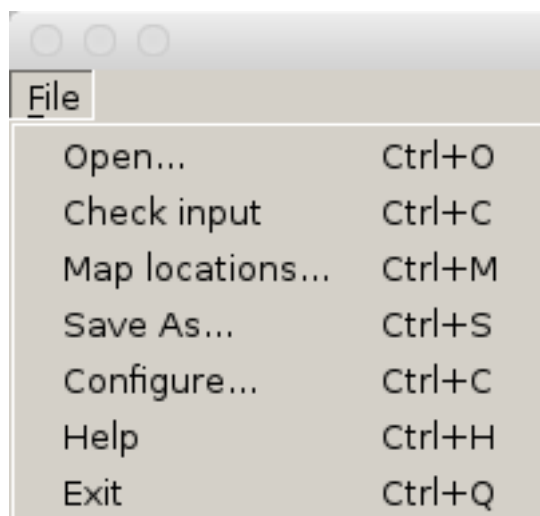 File
Open... Ctrl+O
Check input Ctrl+C
Map locations... Ctrl+M
Save As... Ctrl+S
Configure... Ctrl+C
Help Ctrl+H
Exit Ctrl+Q